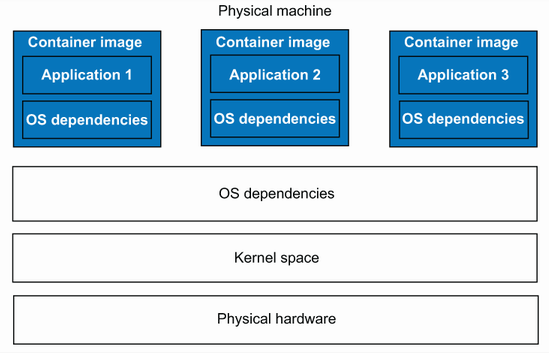 Physical machine
Container image
Application 1
OS dependencies
Container image
Application 2
OS dependencies
Container image
Application 3
OS dependencies
OS dependencies
Kernel space
Physical hardware